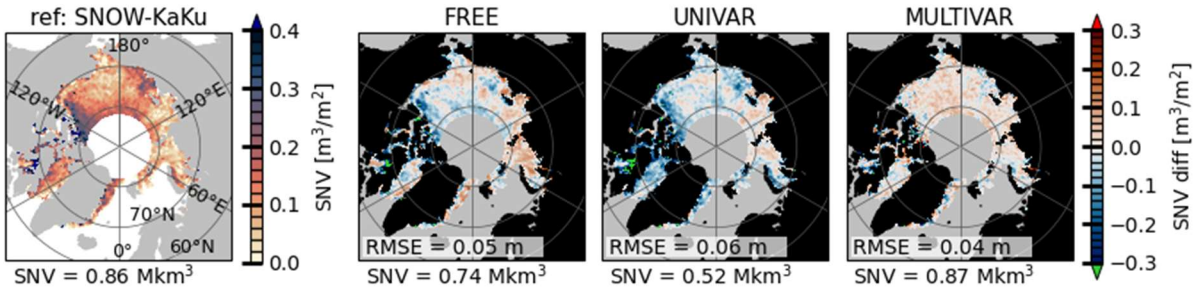 ref: SNOW-KaKu
FREE
UNIVAR
MULTIVAR
180°
120°W
120°E
60°E
70°N
0°
60°N
0.4
0.3
0.2
0.1
0.0
SNV [m³/m²]
RMSE = 0.05 m
RMSE = 0.06 m
RMSE = 0.04 m
0.3
0.2
0.1
0.0
−0.1
−0.2
−0.3
SNV diff [m³/m²]
SNV = 0.86 Mkm³
SNV = 0.74 Mkm³
SNV = 0.52 Mkm³
SNV = 0.87 Mkm³